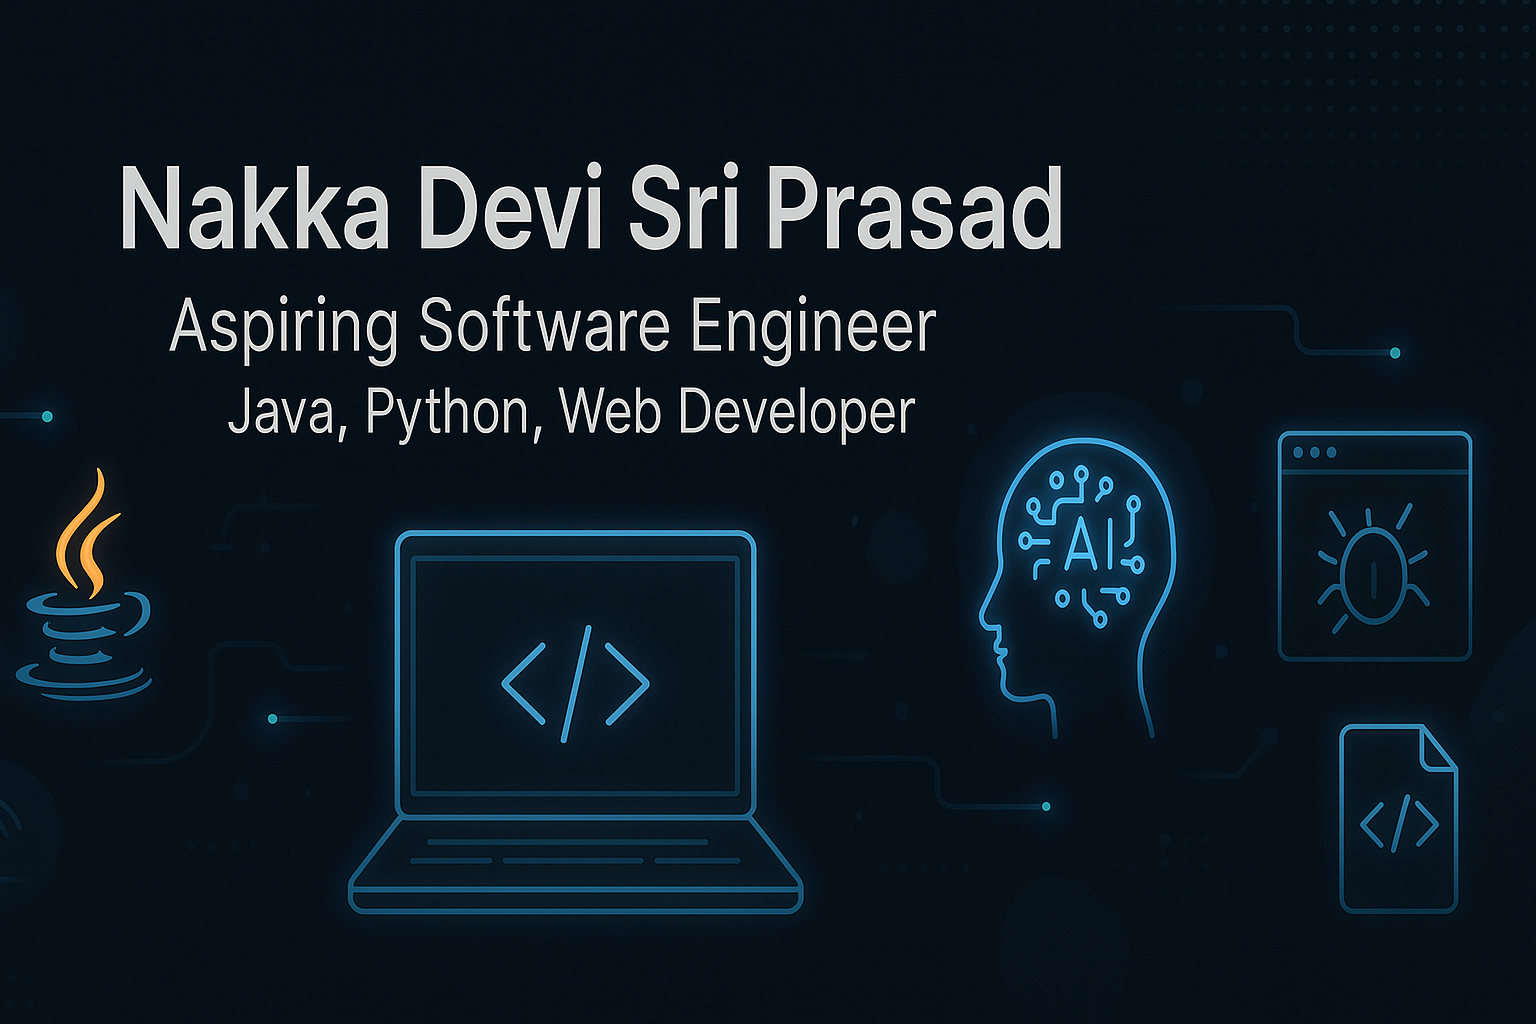 Nakka Devi Sri Prasad
Aspiring Software Engineer
Java, Python, Web Developer
AI
</>
</>